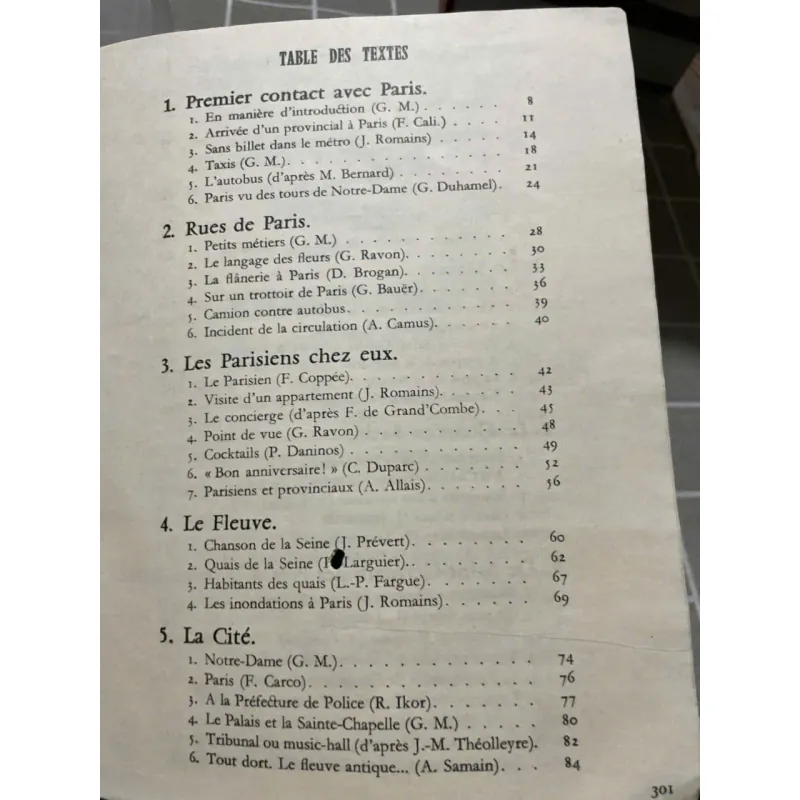 TABLE DES TEXTES
1. Premier contact avec Paris.
1. En manière d'introduction (G. M.) . . . . . . 8
2. Arrivée d'un provincial à Paris (F. Cali.) . . . . 11
3. Sans billet dans le métro (J. Romains) . . . . . 14
4. Taxis (G. M.). . . . . . . . . . . . . 18
5. L'autobus (d'après M. Bernard) . . . . . . . 21
6. Paris vu des tours de Notre-Dame (G. Duhamel). 24
2. Rues de Paris.
1. Petits métiers (G. M.) . . . . . . . . . . . 28
2. Le langage des fleurs (G. Ravon). . . . . . . 30
3. La flânerie à Paris (D. Brogan). . . . . . . . 33
4. Sur un trottoir de Paris (G. Bauër). . . . . . . 36
5. Camion contre autobus. . . . . . . . . . . 39
6. Incident de la circulation (A. Camus). . . . . . 40
3. Les Parisiens chez eux.
1. Le Parisien (F. Coppée). . . . . . . . . . . 42
2. Visite d'un appartement (J. Romains). . . . . . 43
3. Le concierge (d'après F. de Grand'Combe). . . 45
4. Point de vue (G. Ravon) . . . . . . . . . . 48
5. Cocktails (P. Daninos) . . . . . . . . . . . 49
6. « Bon anniversaire! » (C. Duparc) . . . . . . . 52
7. Parisiens et provinciaux (A. Allais). . . . . . . 56
4. Le Fleuve.
1. Chanson de la Seine (J. Prévert). . . . . . . . 60
2. Quais de la Seine Larguier). . . . . . . . 62
3. Habitants des quais (L.-P. Fargue). . . . . . . 67
4. Les inondations à Paris (J. Romains). . . . . . 69
5. La Cité.
1. Notre-Dame (G. M.). . . . . . . . . . . . 74
2. Paris (F. Carco). . . . . . . . . . . . . . 76
3. A la Préfecture de Police (R. Ikor). . . . . . . 77
4. Le Palais et la Sainte-Chapelle (G. M.) . . . . . 80
5. Tribunal ou music-hall (d'après J.-M. Théolleyre). 82
6. Tout dort. Le fleuve antique... (A. Samain). . . 84
301